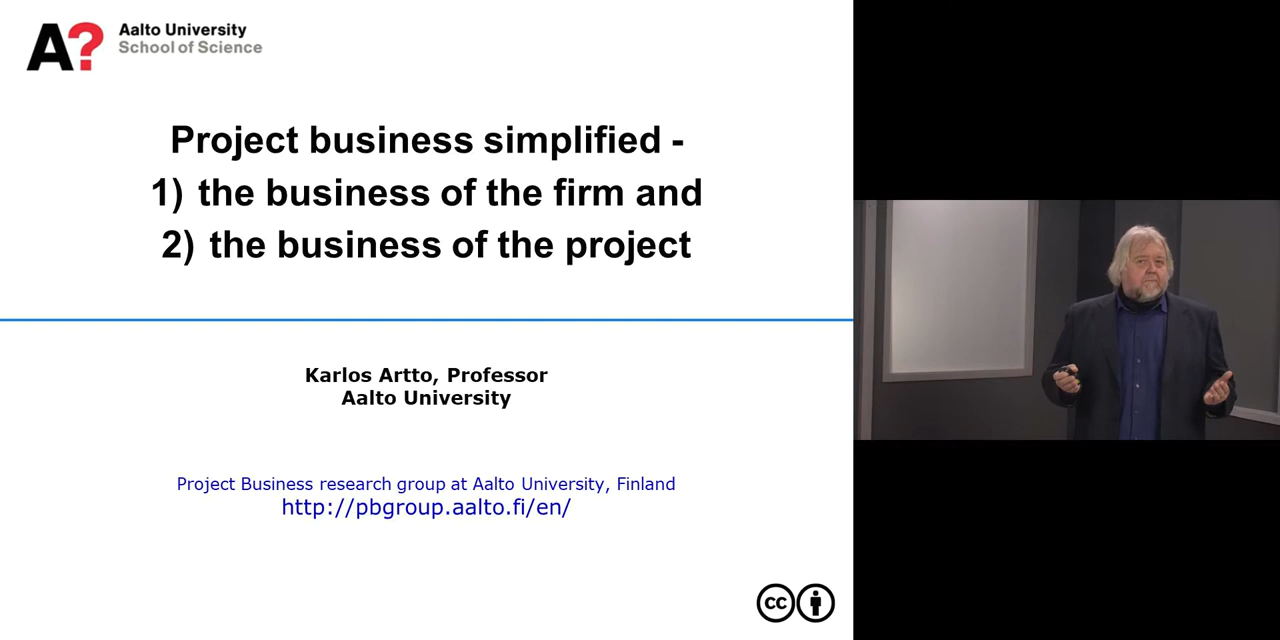 A?
Aalto University
School of Science
Project business simplified -
1) the business of the firm and
2) the business of the project
Karlos Artto, Professor
Aalto University
Project Business research group at Aalto University, Finland
http://pbgroup.aalto.fi/en/
cc